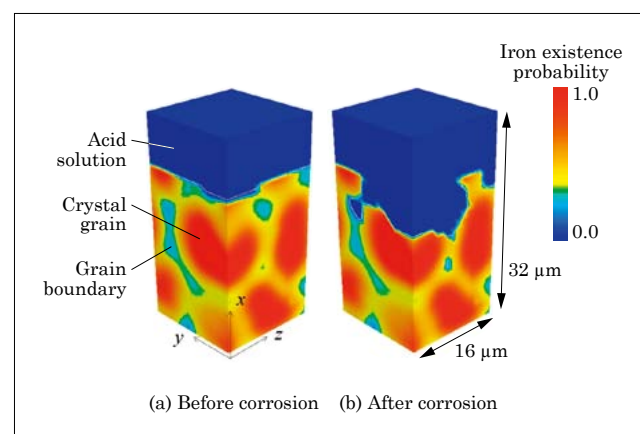 Iron existence
probability
1.0
0.0
Acid
solution
Crystal
grain
Grain
boundary
x
y
z
32 µm
16 µm
(a) Before corrosion
(b) After corrosion